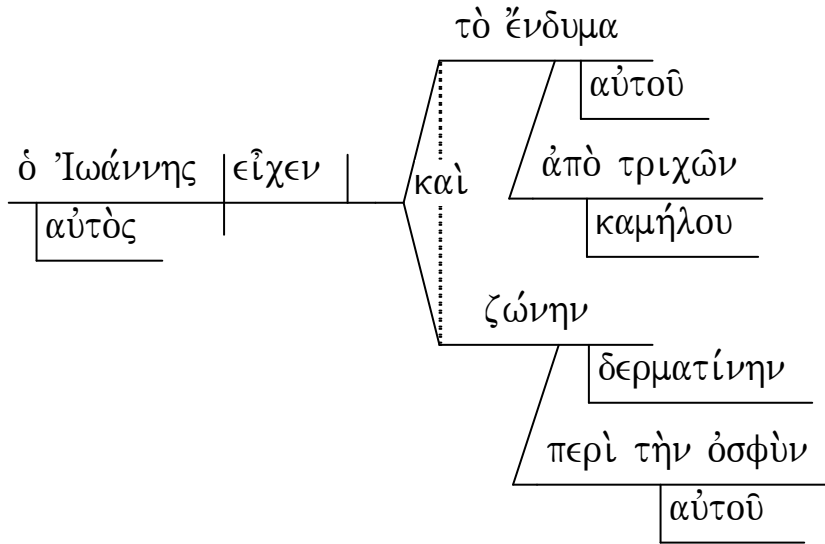 τὸ ἔνδυμα
αὐτοῦ
ὁ Ἰωάννης εἶχεν
καὶ
ἀπὸ τριχῶν
αὐτὸς
καμήλου
ζώνην
δερματίνην
περὶ τὴν ὀσφὺν
αὐτοῦ